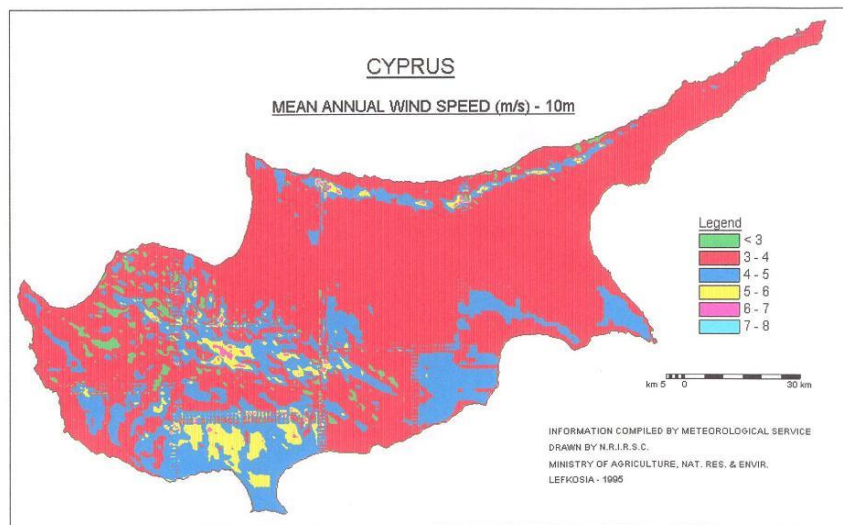 CYPRUS
MEAN ANNUAL WIND SPEED (m/s) - 10m
Legend
< 3
3 - 4
4 - 5
5 - 6
6 - 7
7 - 8
km 5 0 30 km
INFORMATION COMPILED BY METEOROLOGICAL SERVICE
DRAWN BY N.R.I.R.S.C.
MINISTRY OF AGRICULTURE, NAT. RES. & ENVIR.
LEFKOSIA - 1995